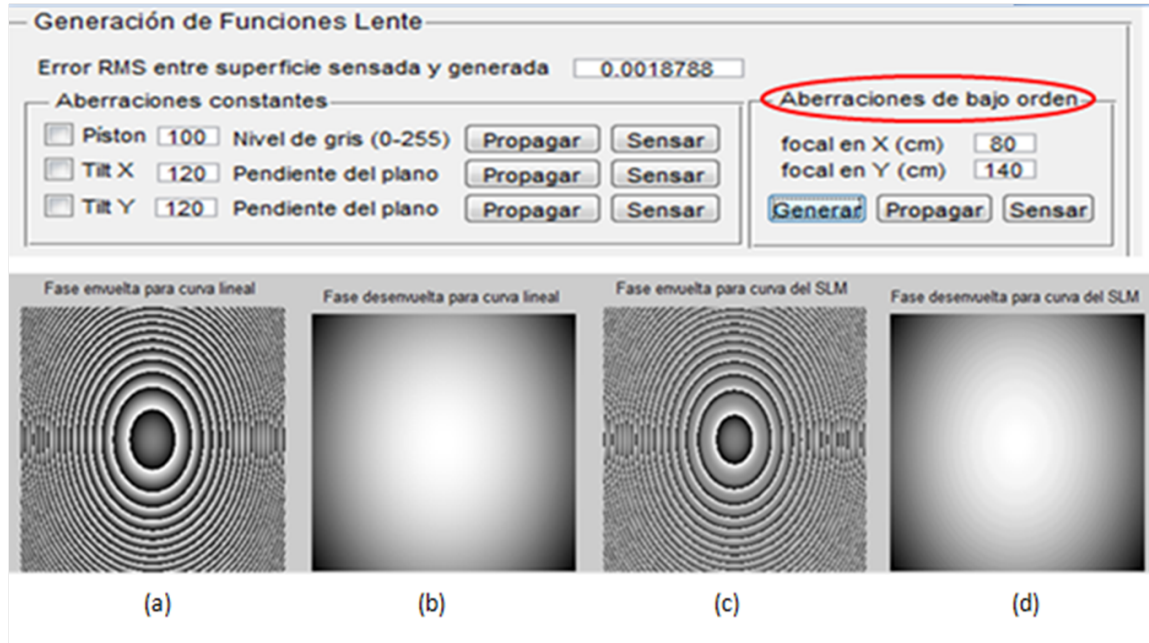 Generación de Funciones Lente
Error RMS entre superficie sensada y generada 0.0018788
Aberraciones constantes
Píston 100 Nivel de gris (0-255) Propagar Sensar
Tilt X 120 Pendiente del plano Propagar Sensar
Tilt Y 120 Pendiente del plano Propagar Sensar
Aberraciones de bajo orden
focal en X (cm) 80
focal en Y (cm) 140
Generar Propagar Sensar
Fase envuelta para curva lineal
Fase desenvuelta para curva lineal
Fase envuelta para curva del SLM
Fase desenvuelta para curva del SLM
(a) (b) (c) (d)